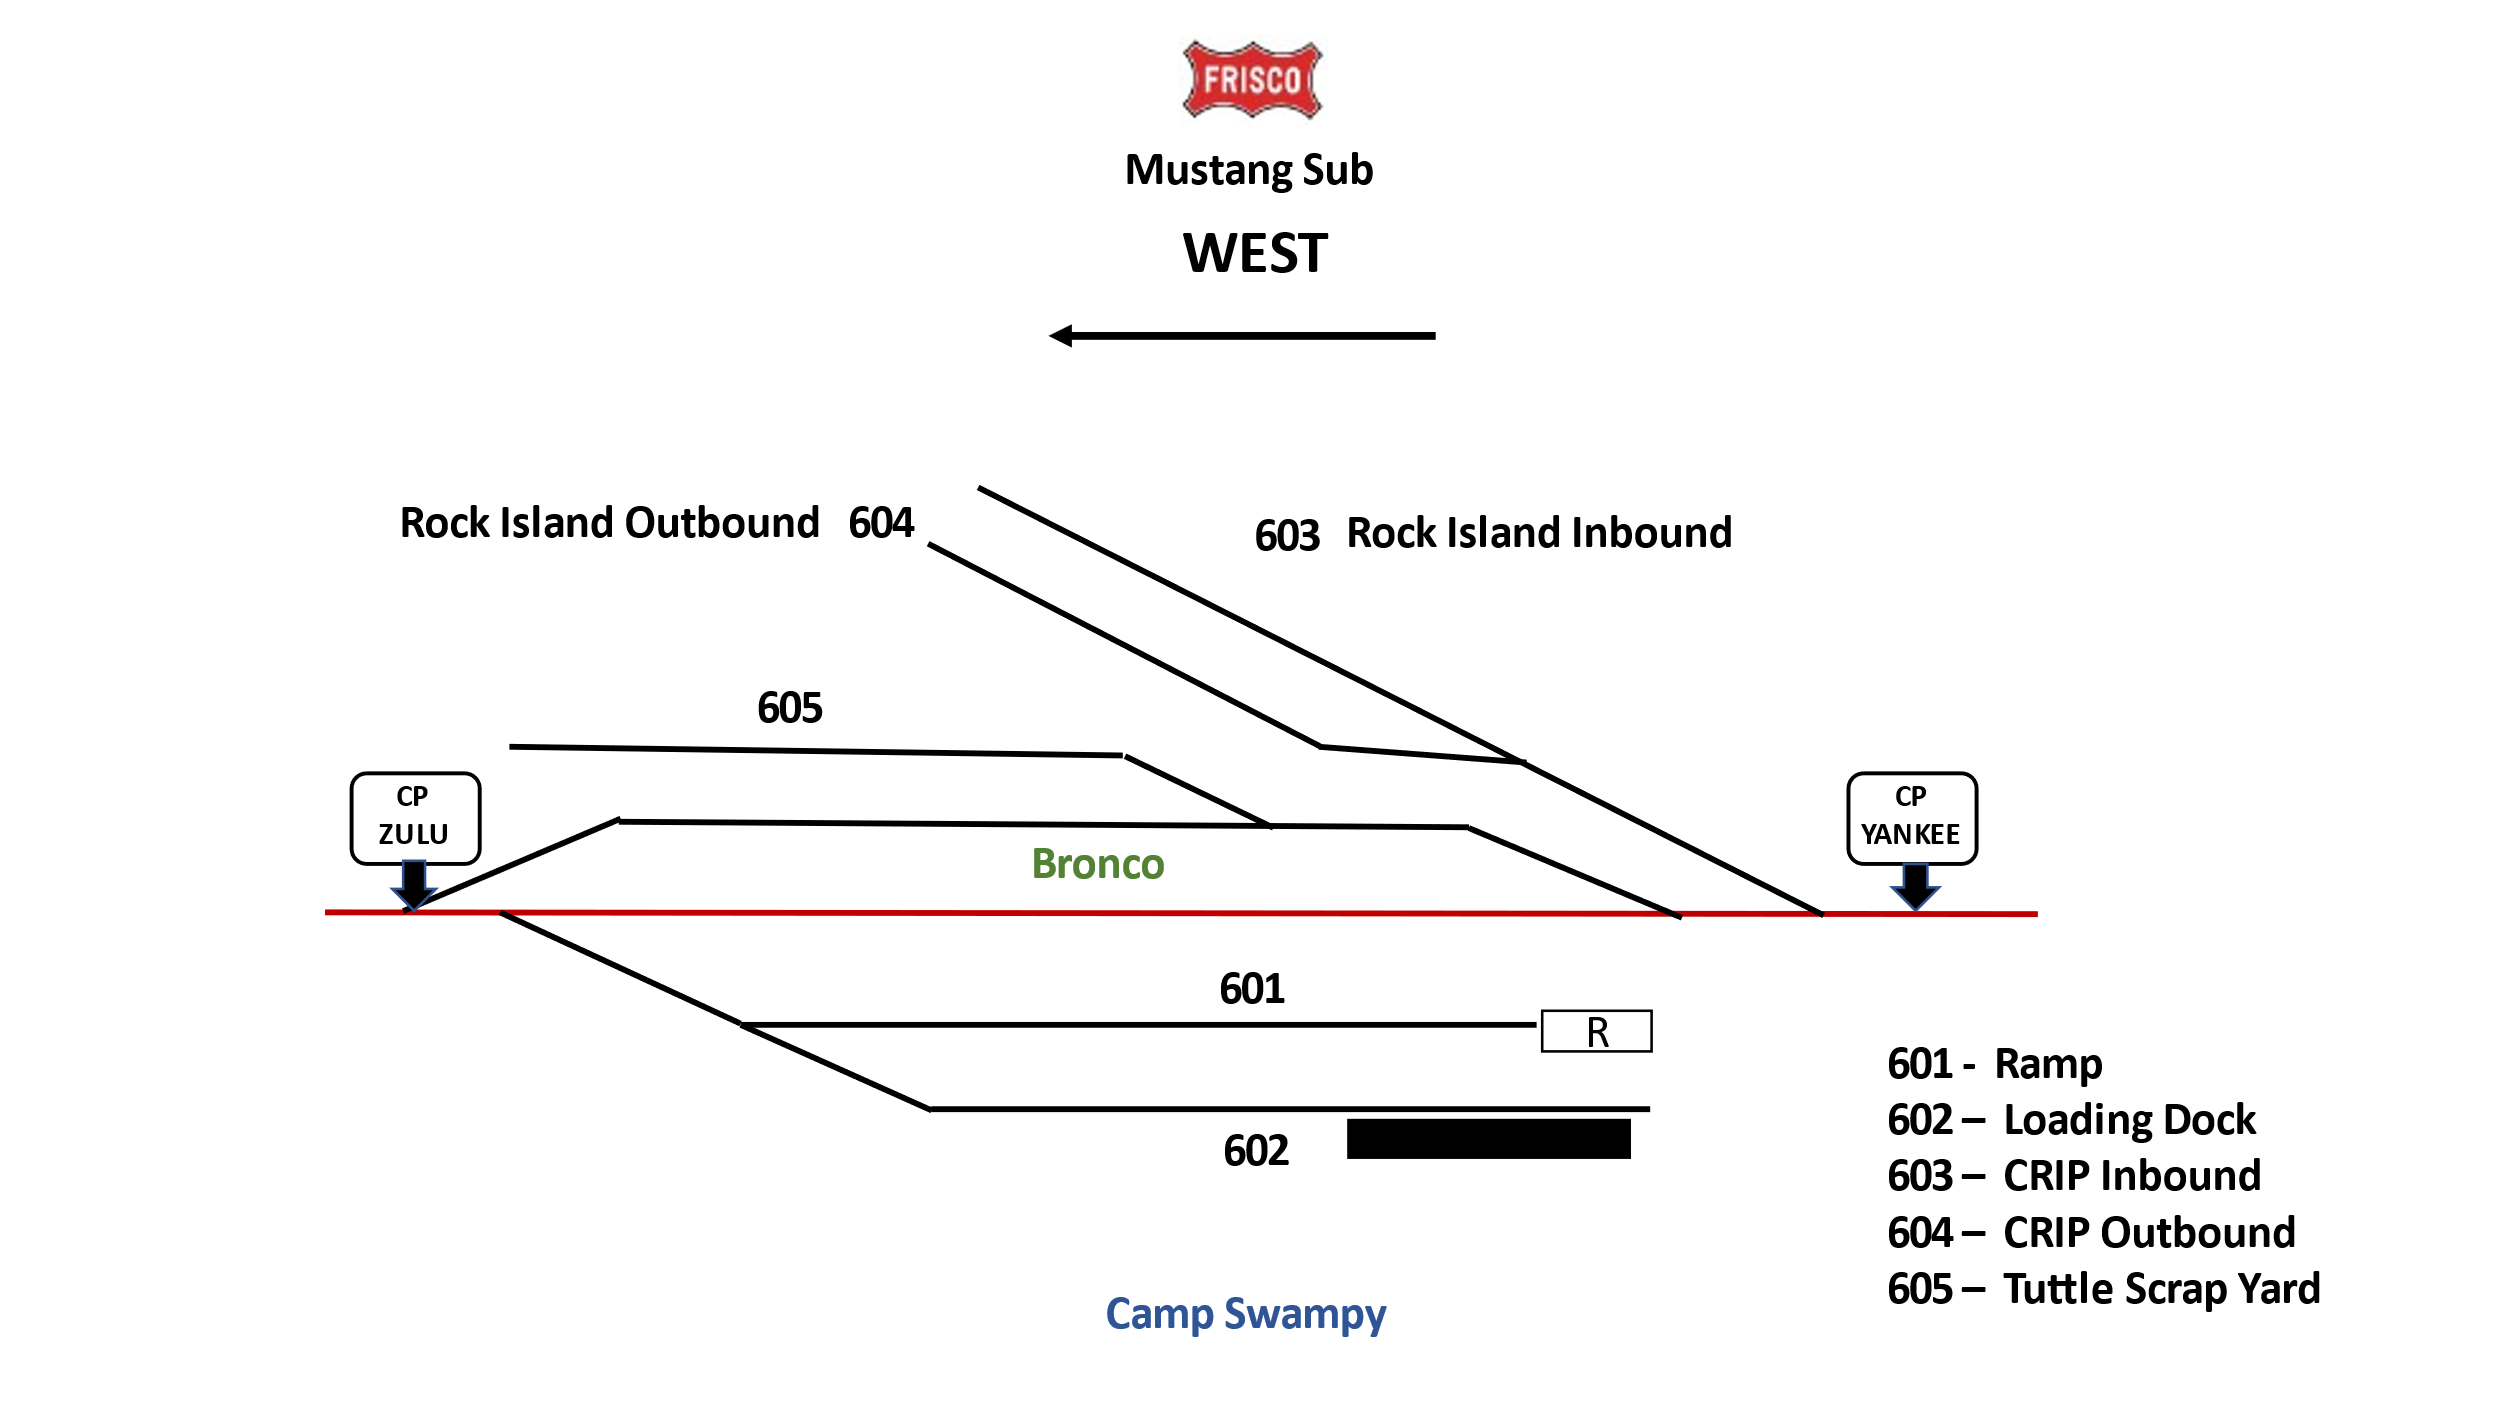 FRISCO
Mustang Sub
WEST
Rock Island Outbound 604
603 Rock Island Inbound
605
CP
ZULU
CP
YANKEE
Bronco
601
R
602
601 - Ramp
602 – Loading Dock
603 – CRIP Inbound
604 – CRIP Outbound
605 – Tuttle Scrap Yard
Camp Swampy